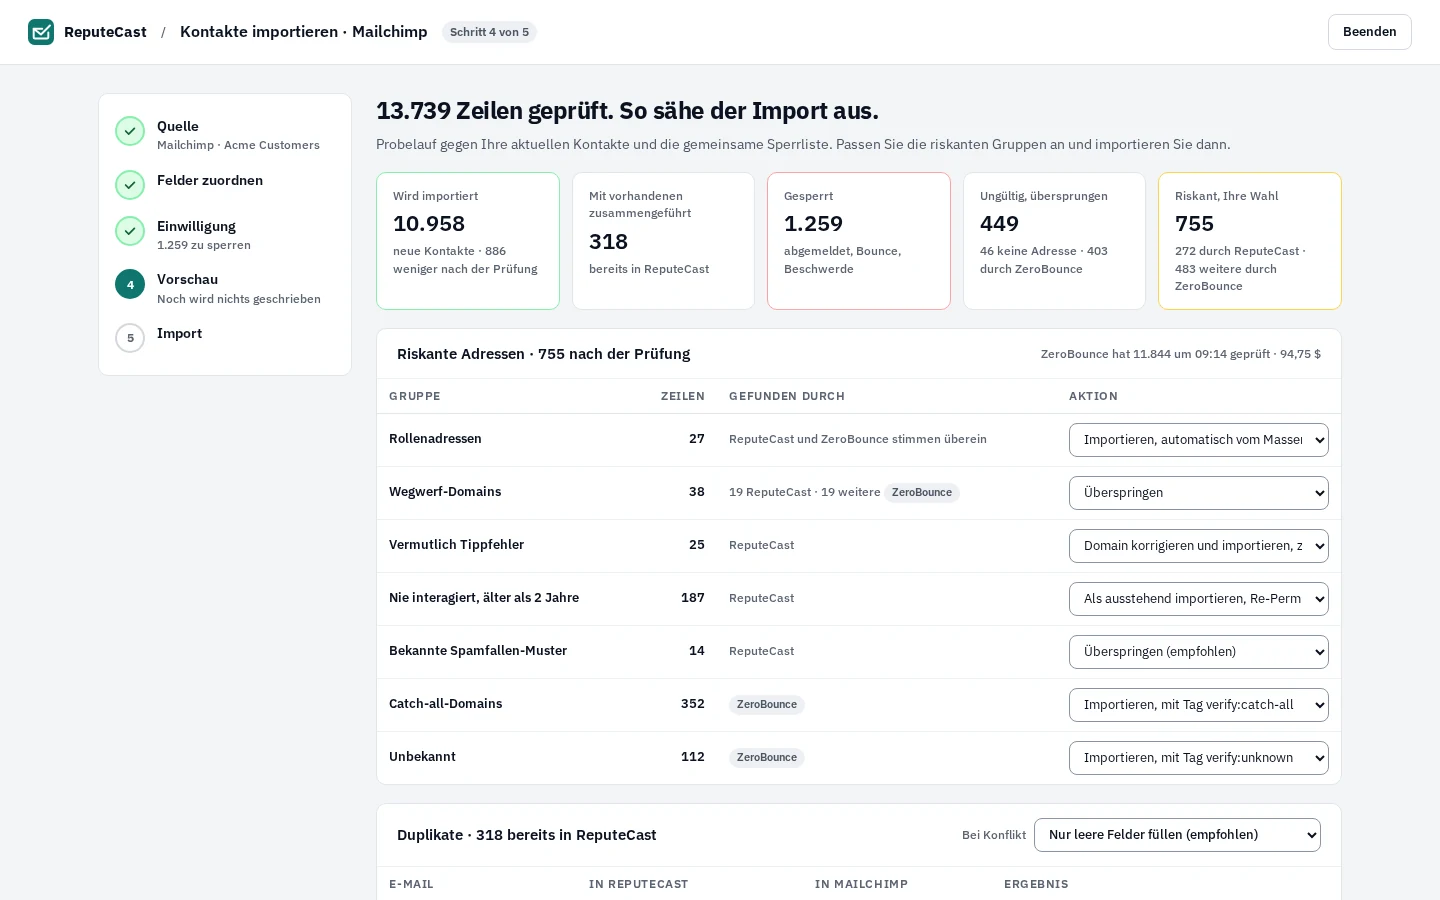 ReputeCast / Kontakte importieren · Mailchimp Schritt 4 von 5 Beenden
Quelle
Mailchimp · Acme Customers
Felder zuordnen
Einwilligung
1.259 zu sperren
4 Vorschau
Noch wird nichts geschrieben
5 Import
13.739 Zeilen geprüft. So sähe der Import aus.
Probelauf gegen Ihre aktuellen Kontakte und die gemeinsame Sperrliste. Passen Sie die riskanten Gruppen an und importieren Sie dann.
Wird importiert
10.958
neue Kontakte · 886
weniger nach der Prüfung
Mit vorhandenen
zusammengeführt
318
bereits in ReputeCast
Gesperrt
1.259
abgemeldet, Bounce,
Beschwerde
Ungültig, übersprungen
449
46 keine Adresse · 403
durch ZeroBounce
Riskant, Ihre Wahl
755
272 durch ReputeCast ·
483 weitere durch
ZeroBounce
Riskante Adressen · 755 nach der Prüfung ZeroBounce hat 11.844 um 09:14 geprüft · 94,75 $
GRUPPE ZEILEN GEFUNDEN DURCH AKTION
Rollenadressen 27 ReputeCast und ZeroBounce stimmen überein Importieren, automatisch vom Masser
Wegwerf-Domains 38 19 ReputeCast · 19 weitere ZeroBounce Überspringen
Vermutlich Tippfehler 25 ReputeCast Domain korrigieren und importieren, z
Nie interagiert, älter als 2 Jahre 187 ReputeCast Als ausstehend importieren, Re-Perm
Bekannte Spamfallen-Muster 14 ReputeCast Überspringen (empfohlen)
Catch-all-Domains 352 ZeroBounce Importieren, mit Tag verify:catch-all
Unbekannt 112 ZeroBounce Importieren, mit Tag verify:unknown
Duplikate · 318 bereits in ReputeCast Bei Konflikt Nur leere Felder füllen (empfohlen)
E-MAIL IN REPUTECAST IN MAILCHIMP ERGEBNIS